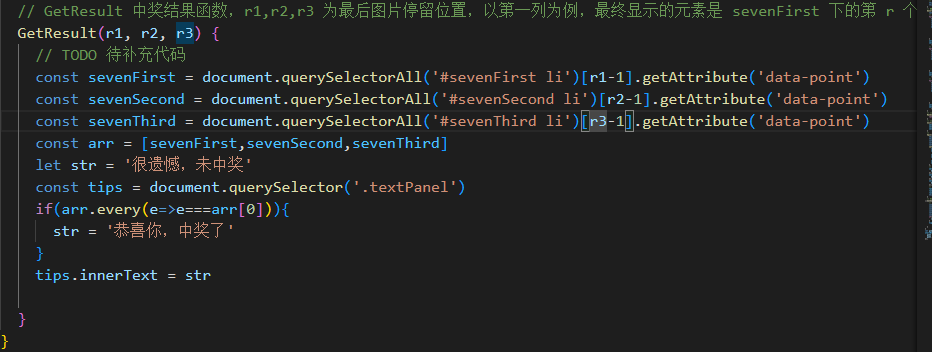 // GetResult 中奖结果函数，r1,r2,r3 为最后图片停留位置，以第一列为例，最终显示的元素是 sevenFirst 下的第 r 个
GetResult(r1, r2, r3) {
// TODO 待补充代码
const sevenFirst = document.querySelectorAll('#sevenFirst li')[r1-1].getAttribute('data-point')
const sevenSecond = document.querySelectorAll('#sevenSecond li')[r2-1].getAttribute('data-point')
const sevenThird = document.querySelectorAll('#sevenThird li')[r3-1].getAttribute('data-point')
const arr = [sevenFirst,sevenSecond,sevenThird]
let str = '很遗憾，未中奖'
const tips = document.querySelector('.textPanel')
if(arr.every(e=>e===arr[0])){
str = '恭喜你，中奖了'
}
tips.innerText = str
}
}